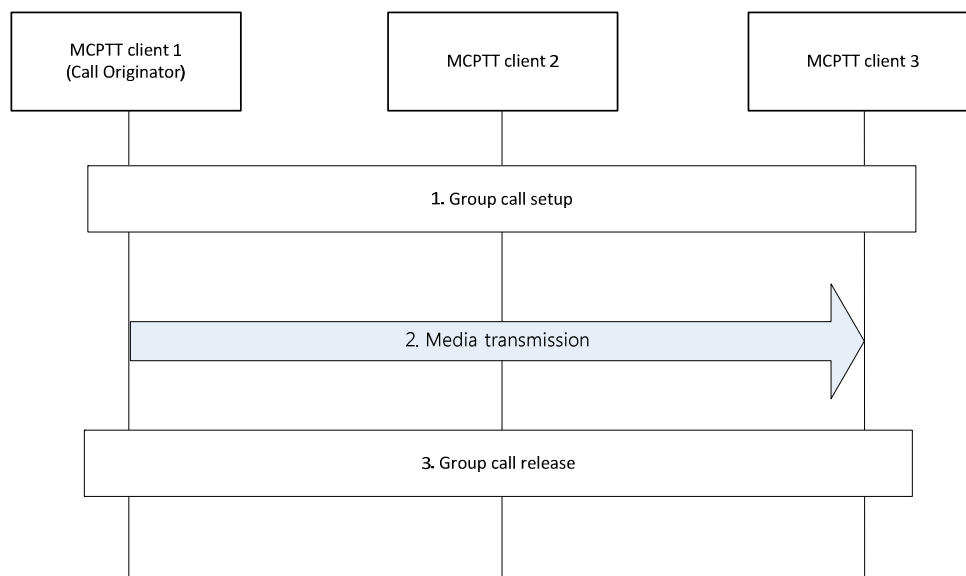 MCPTT client 1
(Call Originator)
MCPTT client 2
MCPTT client 3
1. Group call setup
2. Media transmission
3. Group call release